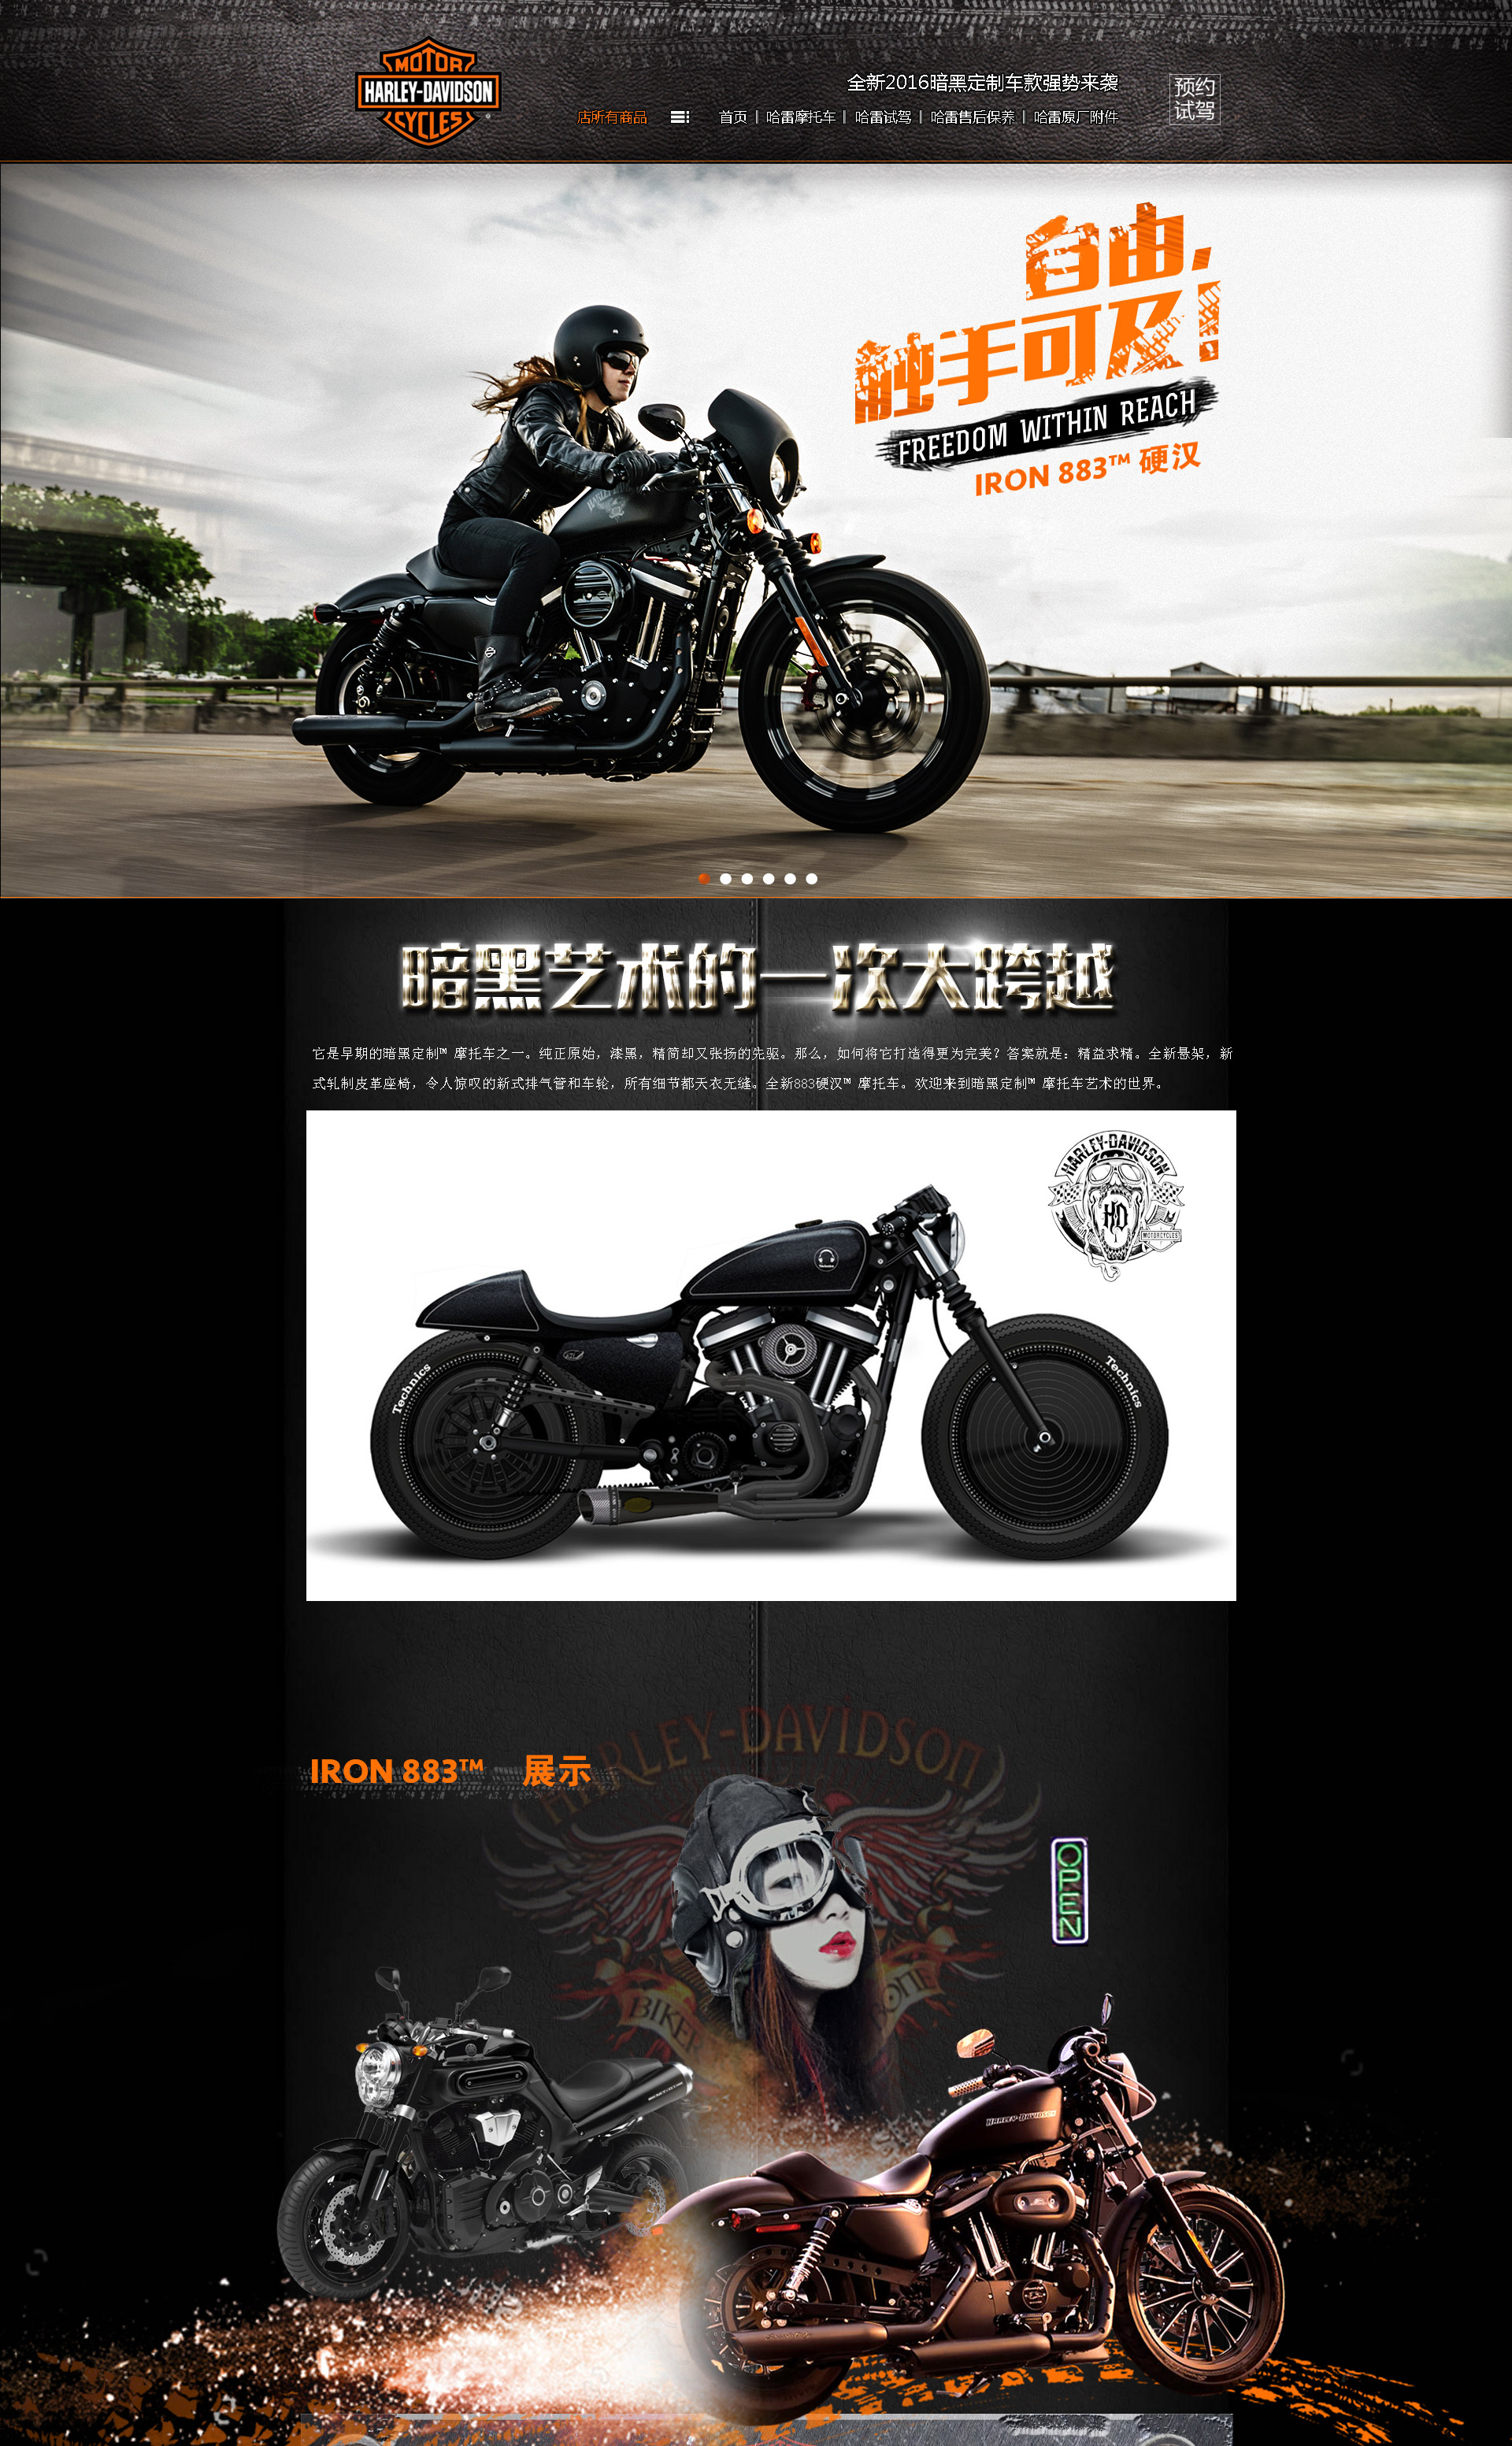 MOTOR
HARLEY-DAVIDSON
CYCLES
®
全新2016暗黑定制车款强势来袭
店所有商品
首页 | 哈雷摩托车 | 哈雷试驾 | 哈雷售后保养 | 哈雷原厂附件
预约
试驾
自由,
触手可及!
FREEDOM WITHIN REACH
IRON 883™ 硬汉
暗黑艺术的一次大跨越
它是早期的暗黑定制™ 摩托车之一。纯正原始，漆黑，精简却又张扬的先驱。那么，如何将它打造得更为完美？答案就是：精益求精。全新悬架，新
式轧制皮革座椅，令人惊叹的新式排气管和车轮，所有细节都天衣无缝。全新883硬汉™ 摩托车。欢迎来到暗黑定制™ 摩托车艺术的世界。
HARLEY-DAVIDSON
HD
MOTORCYCLES
Technics
Technics
Technics
HARLEY-DAVIDSON
IRON 883™ 展示
OPEN
BIKER
HARLEY-DAVIDSON